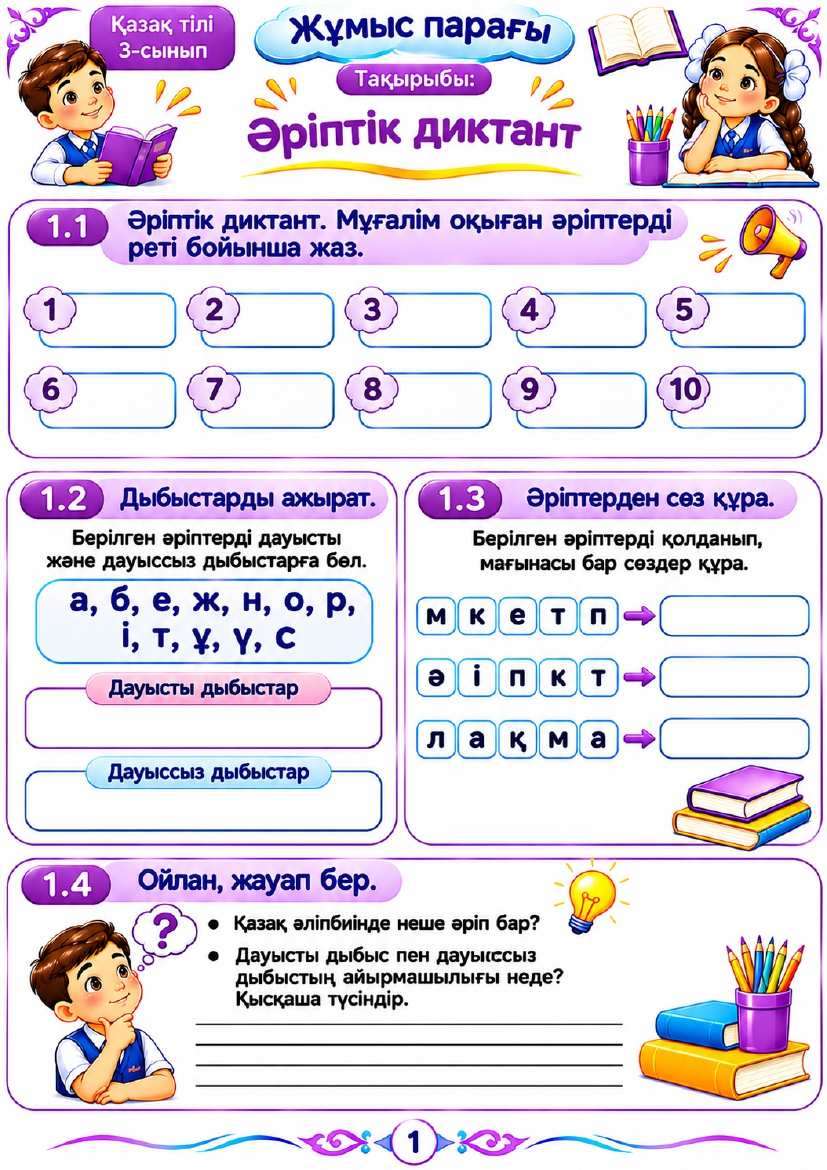 Қазақ тілі
3-сынып
Жұмыс парағы
Тақырыбы:
Әріптік диктант
1.1 Әріптік диктант. Мұғалім оқыған әріптерді
реті бойынша жаз.
1 2 3 4 5
6 7 8 9 10
1.2 Дыбыстарды ажырат.
Берілген әріптерді дауысты
және дауыссыз дыбыстарға бөл.
а, б, е, ж, н, о, р,
і, т, ұ, ү, с
Дауысты дыбыстар
Дауыссыз дыбыстар
1.3 Әріптерден сөз құра.
Берілген әріптерді қолданып,
мағынасы бар сөздер құра.
м к е т п
ә і п к т
л а қ м а
1.4 Ойлан, жауап бер.
?
• Қазақ әліпбиінде неше әріп бар?
• Дауысты дыбыс пен дауыссыз
дыбыстың айырмашылығы неде?
Қысқаша түсіндір.
1